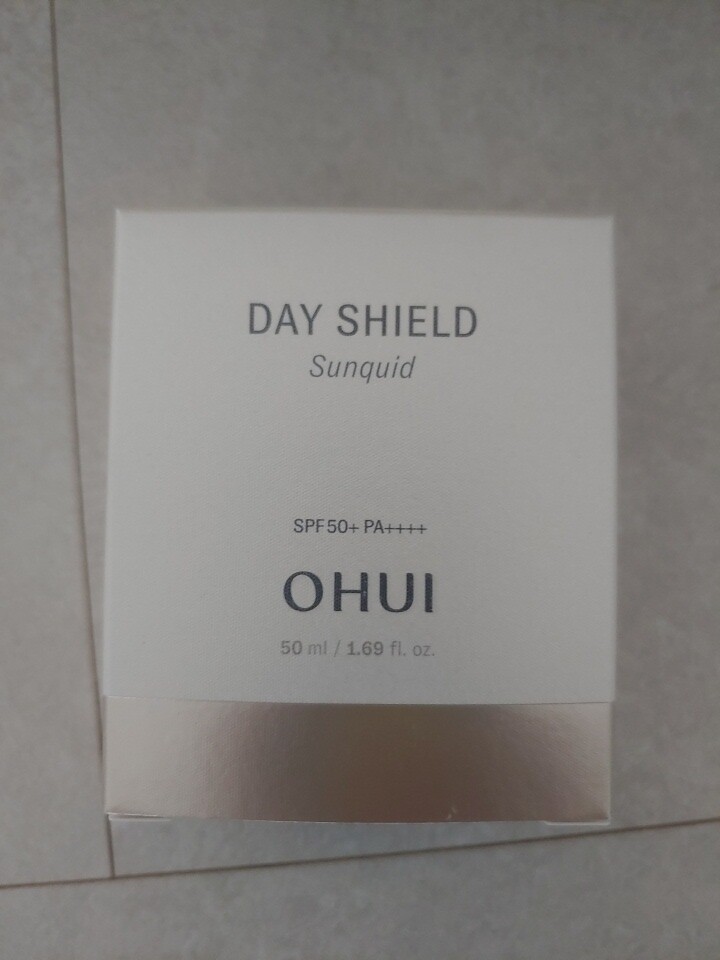 DAY SHIELD
Sunquid
SPF50+ PA++++
OHUI
50 ml / 1.69 fl. oz.